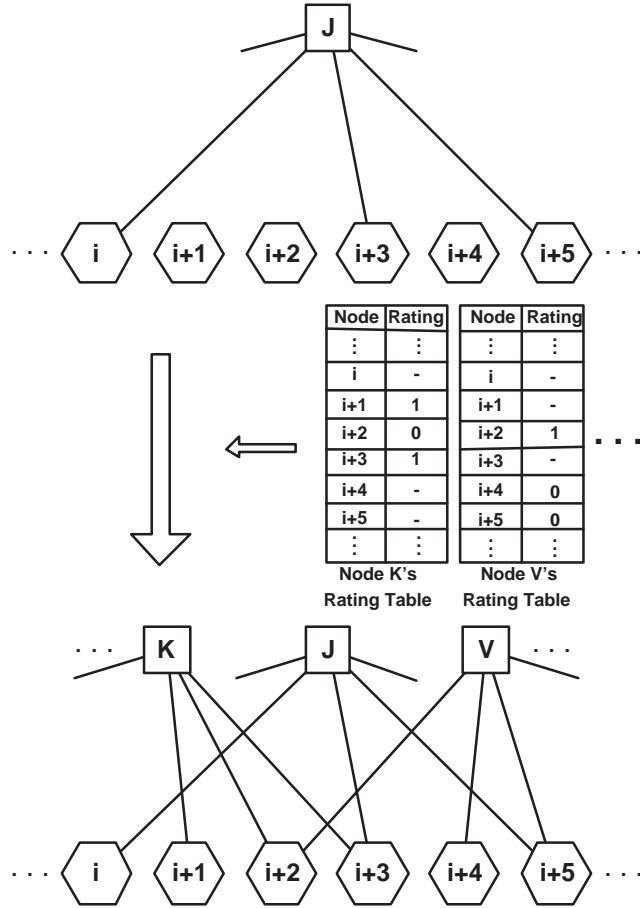 J
. . . i i+1 i+2 i+3 i+4 i+5 . . .
Node Rating Node Rating
⋮ ⋮ ⋮ ⋮
i - i -
i+1 1 i+1 -
i+2 0 i+2 1 . . .
i+3 1 i+3 -
i+4 - i+4 0
i+5 - i+5 0
⋮ ⋮ ⋮ ⋮
Node K's Node V's
Rating Table Rating Table
. . . K J V . . .
. . . i i+1 i+2 i+3 i+4 i+5 . . .